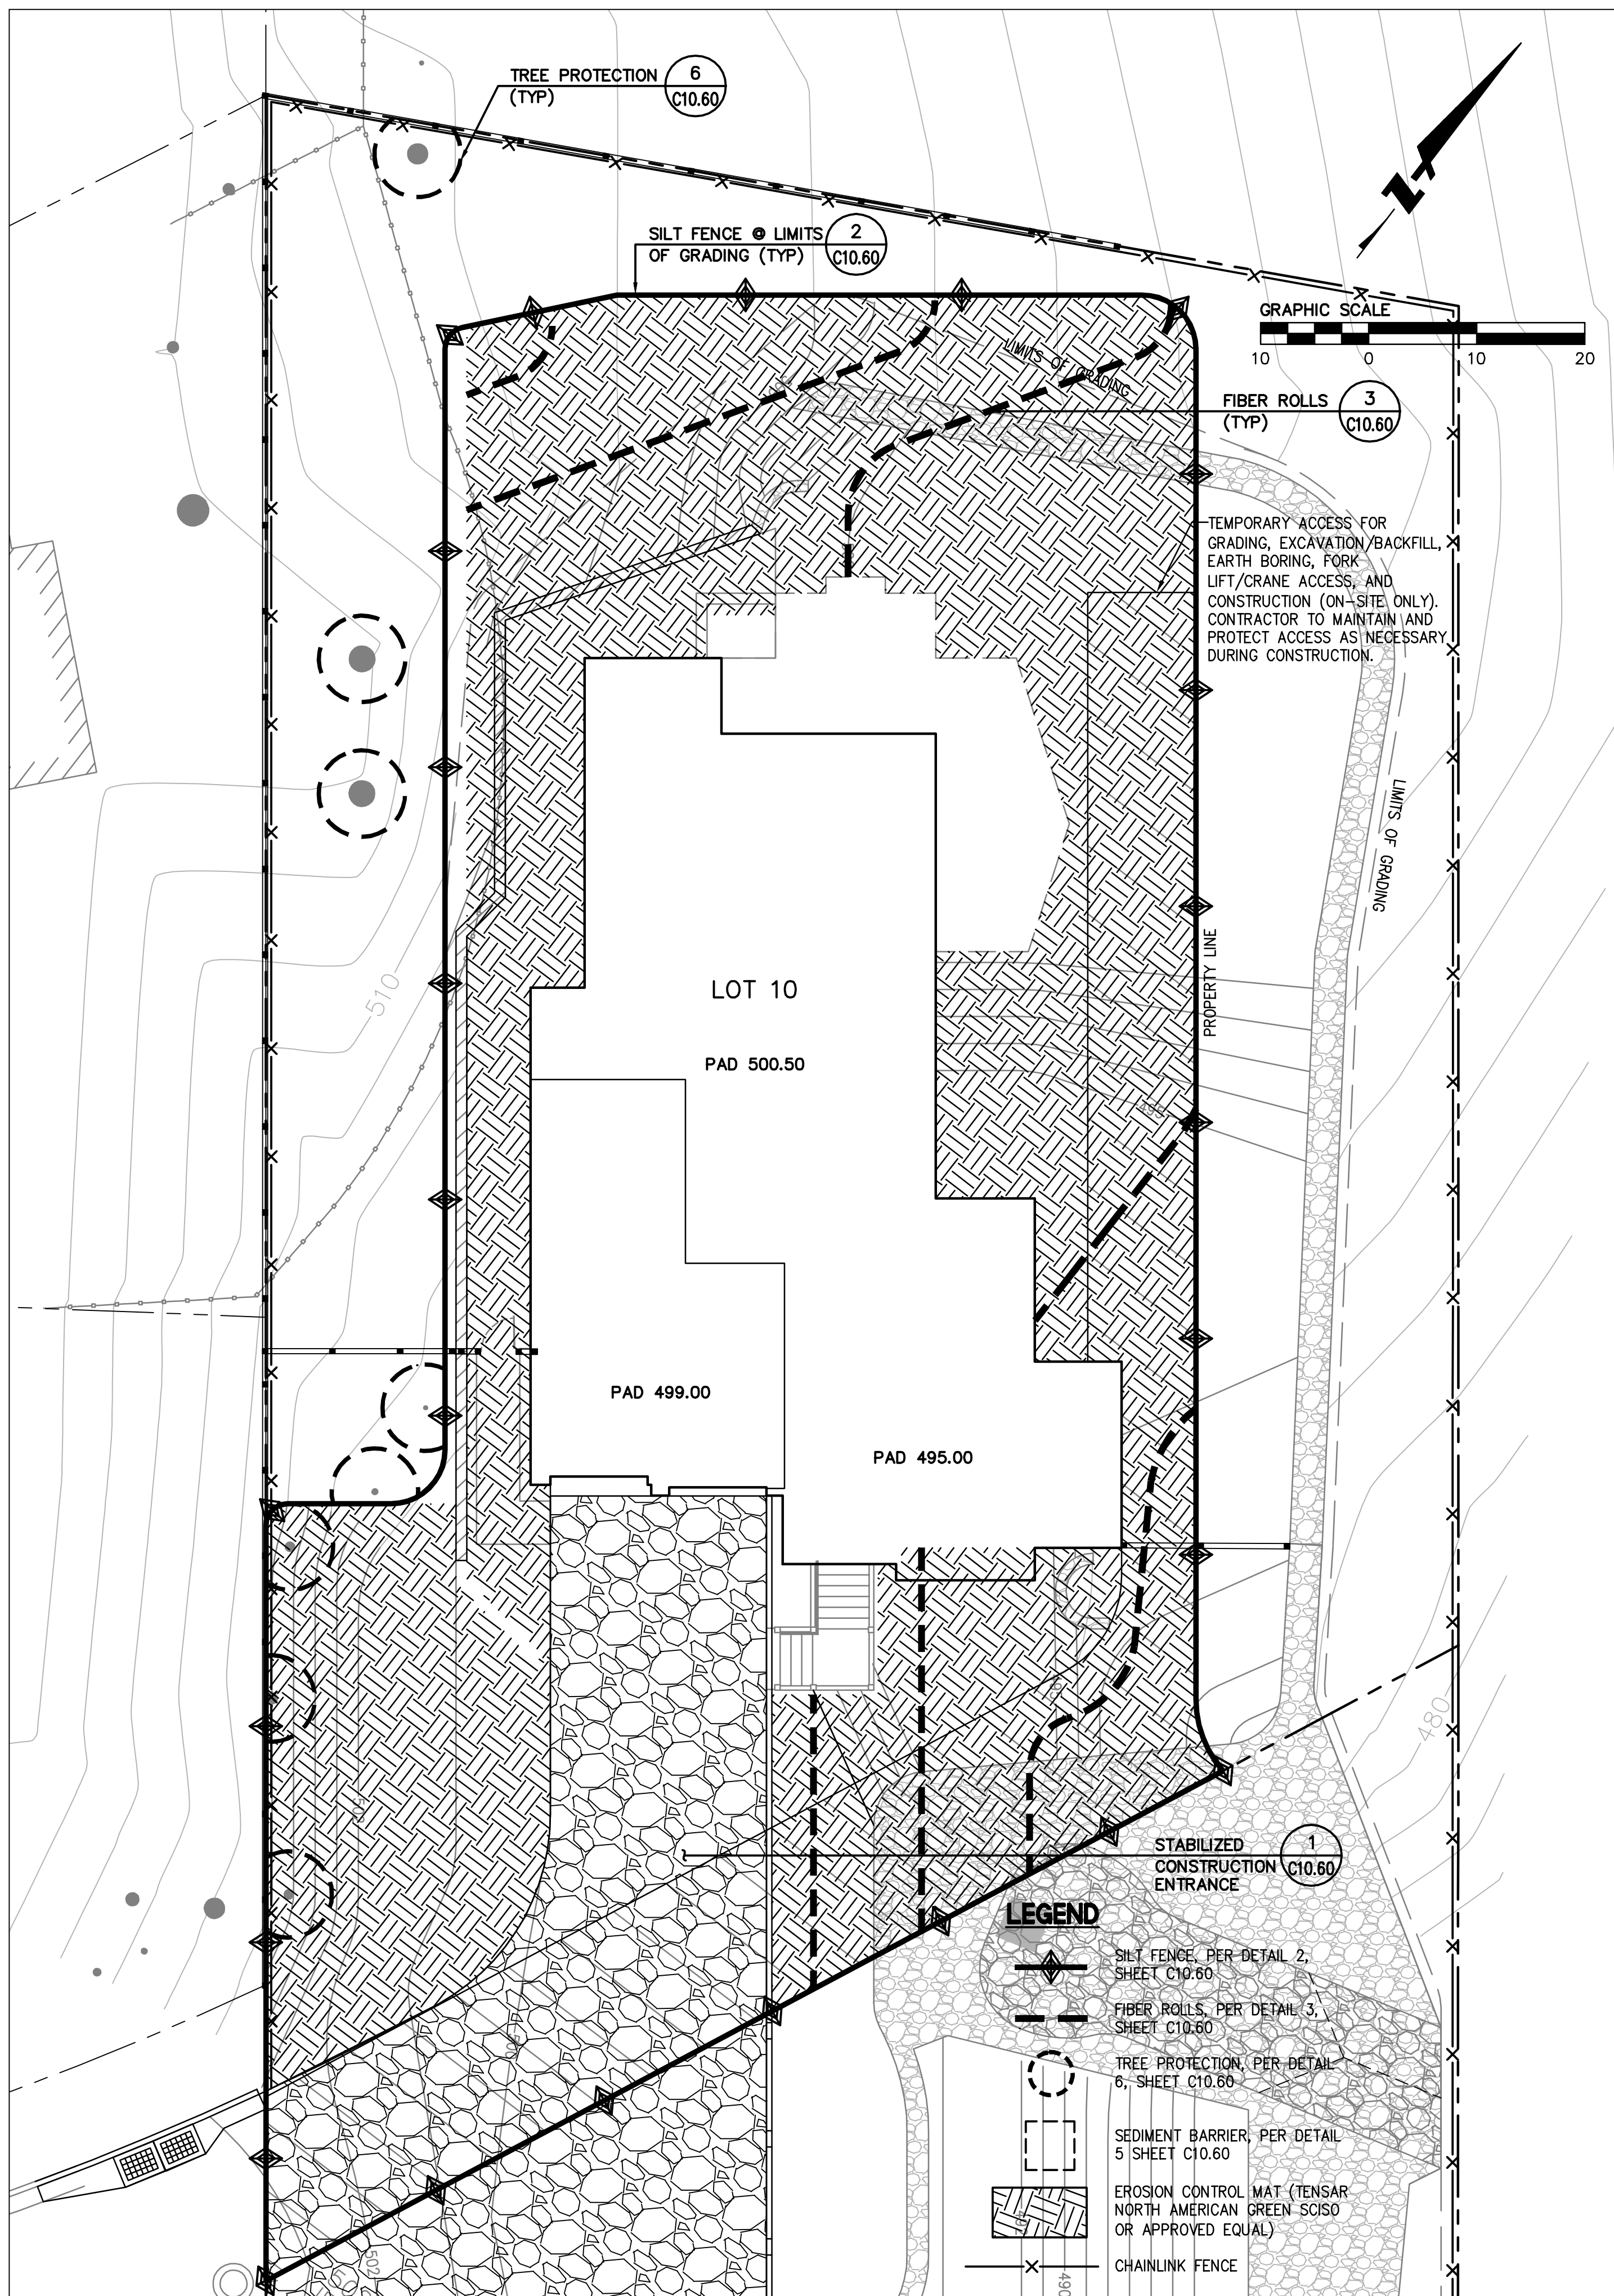 TREE PROTECTION
(TYP)
6
C10.60
SILT FENCE @ LIMITS
OF GRADING (TYP)
2
C10.60
GRAPHIC SCALE
10 0 10 20
LIMITS OF GRADING
FIBER ROLLS
(TYP)
3
C10.60
TEMPORARY ACCESS FOR
GRADING, EXCAVATION/BACKFILL,
EARTH BORING, FORK
LIFT/CRANE ACCESS, AND
CONSTRUCTION (ON-SITE ONLY).
CONTRACTOR TO MAINTAIN AND
PROTECT ACCESS AS NECESSARY
DURING CONSTRUCTION.
LIMITS OF GRADING
PROPERTY LINE
LOT 10
510
PAD 500.50
495
PAD 499.00
PAD 495.00
480
STABILIZED
CONSTRUCTION
ENTRANCE
1
C10.60
LEGEND
SILT FENCE, PER DETAIL 2,
SHEET C10.60
FIBER ROLLS, PER DETAIL 3,
SHEET C10.60
TREE PROTECTION, PER DETAIL
6, SHEET C10.60
SEDIMENT BARRIER, PER DETAIL
5 SHEET C10.60
EROSION CONTROL MAT (TENSAR
NORTH AMERICAN GREEN SCISO
OR APPROVED EQUAL)
CHAINLINK FENCE
502
490